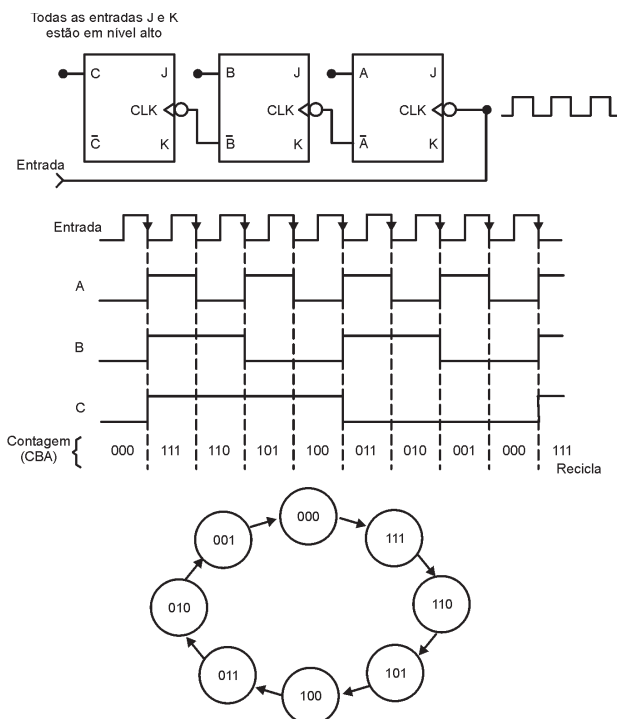 Todas as entradas J e K
estão em nível alto
C J B J A J
CLK CLK CLK
C̅ K B̅ K A̅ K
Entrada
Entrada
A
B
C
Contagem
(CBA)
000 111 110 101 100 011 010 001 000 111
Recicla
000
001
111
010
110
011
101
100